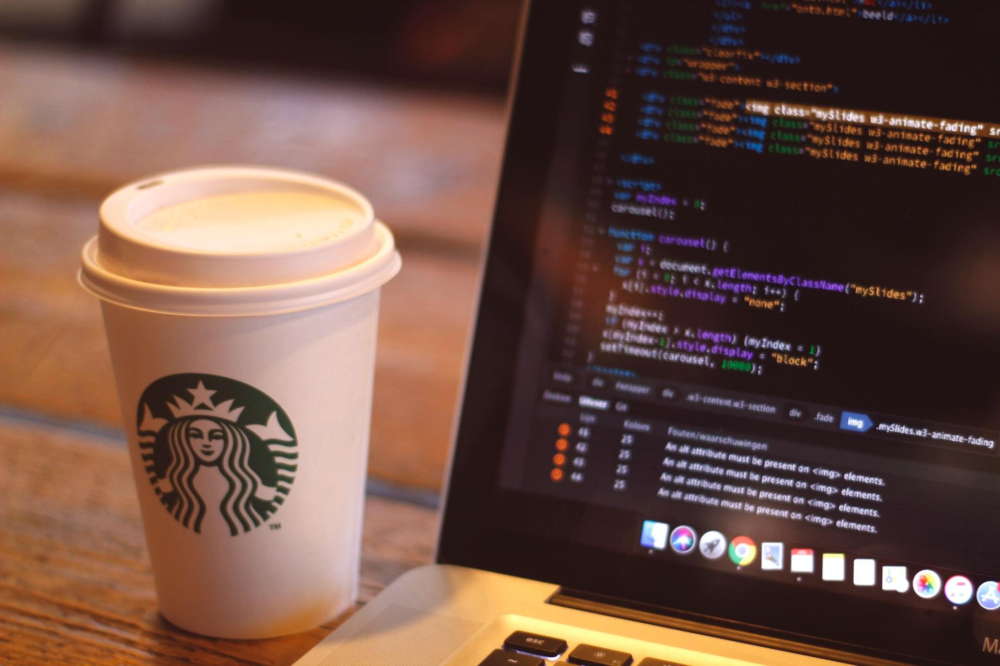 href="onto.html">beeld</a></li>
</ul>
</div>
</div>
<div class="clearfix"></div>
<div id="wrapper">
<div class="w3-content w3-section">
41 <div class="fade"><img class="mySlides w3-animate-fading" sr
42 <div class="fade"><img class="mySlides w3-animate-fading" sr
43 <div class="fade"><img class="mySlides w3-animate-fading" src
44 <div class="fade"><img class="mySlides w3-animate-fading" src
</div>
<script>
var myIndex = 0;
carousel();
function carousel() {
var i;
var x = document.getElementsByClassName("mySlides");
for (i = 0; i < x.length; i++) {
x[i].style.display = "none";
}
myIndex++;
if (myIndex > x.length) {myIndex = 1}
x[myIndex-1].style.display = "block";
setTimeout(carousel, 10000);
}
div #wrapper div .w3-content.w3-section div .fade img .mySlides.w3-animate-fading
Zoeken Uitvoer Git
Lijn Kolom Fouten/waarschuwingen
41 25 An alt attribute must be present on <img> elements.
42 25 An alt attribute must be present on <img> elements.
43 25 An alt attribute must be present on <img> elements.
44 25 An alt attribute must be present on <img> elements.
TM
esc
~
F1